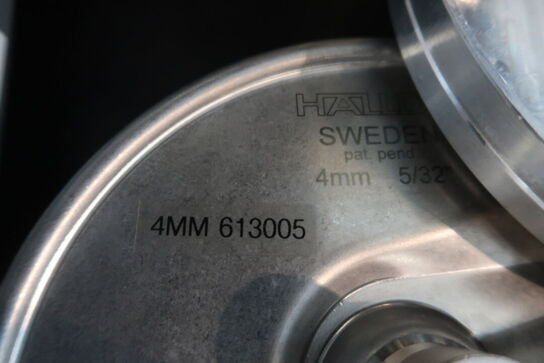 SWEDEN
pat. pend.
4mm 5/32"
4MM 613005